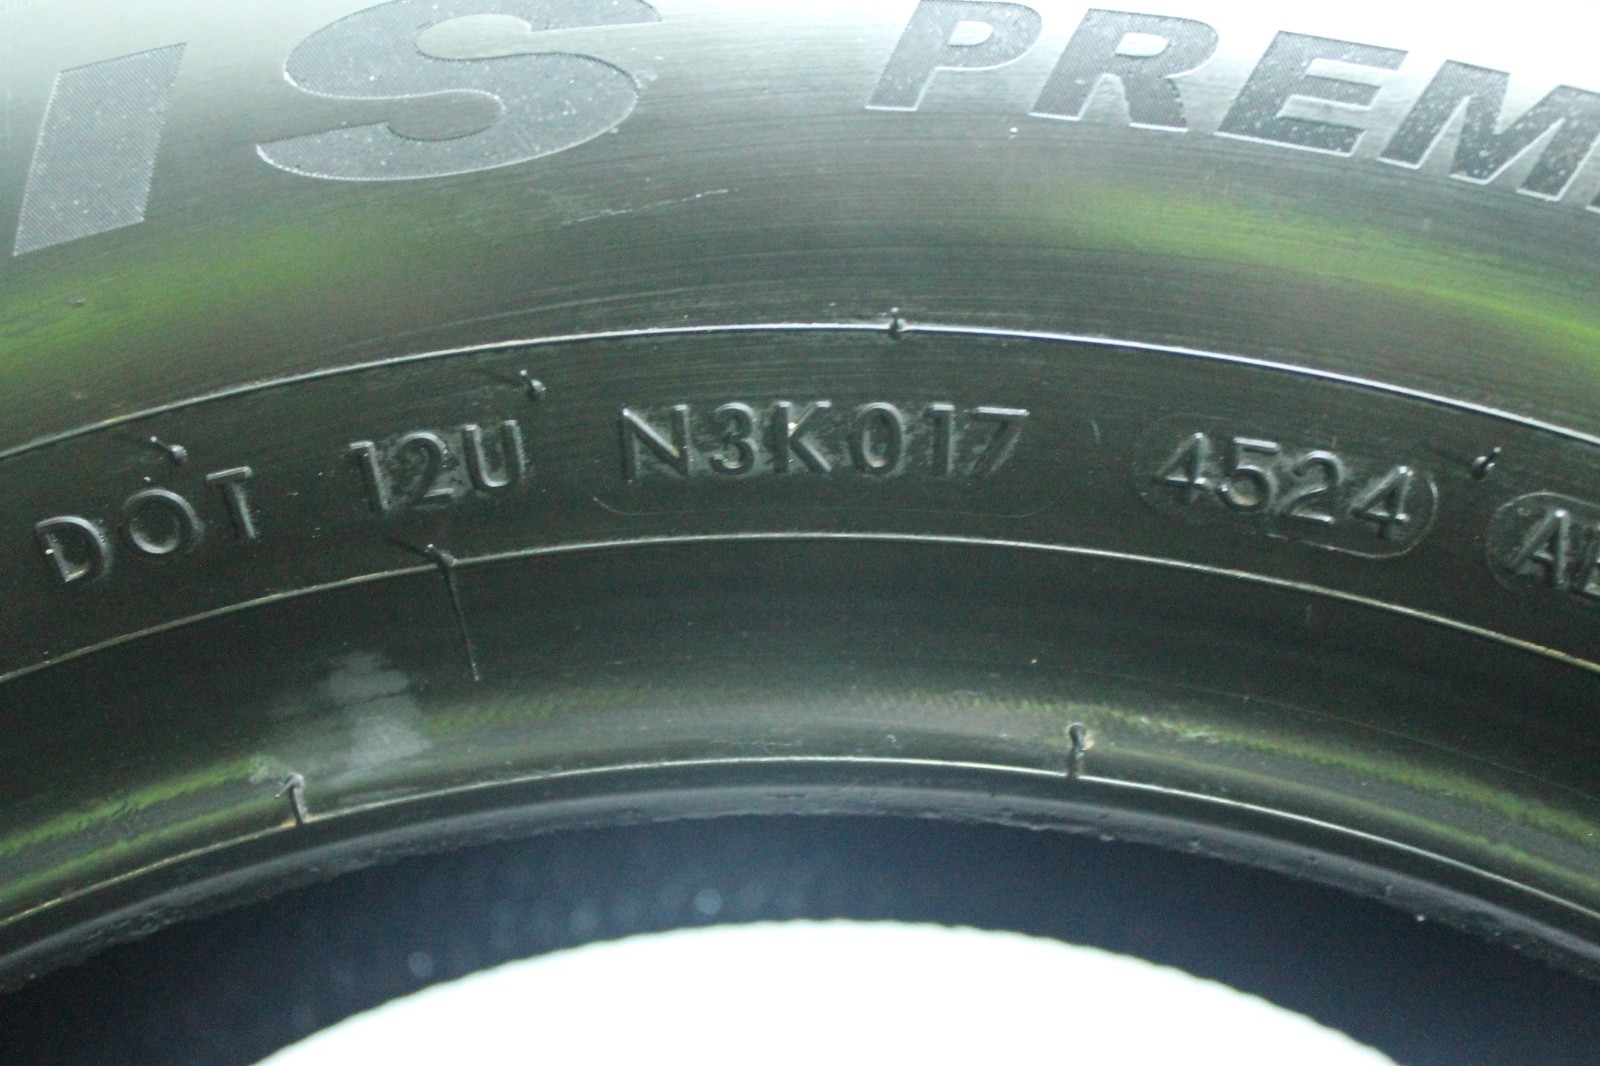 IS PREM
DOT 12U N3K017 4524